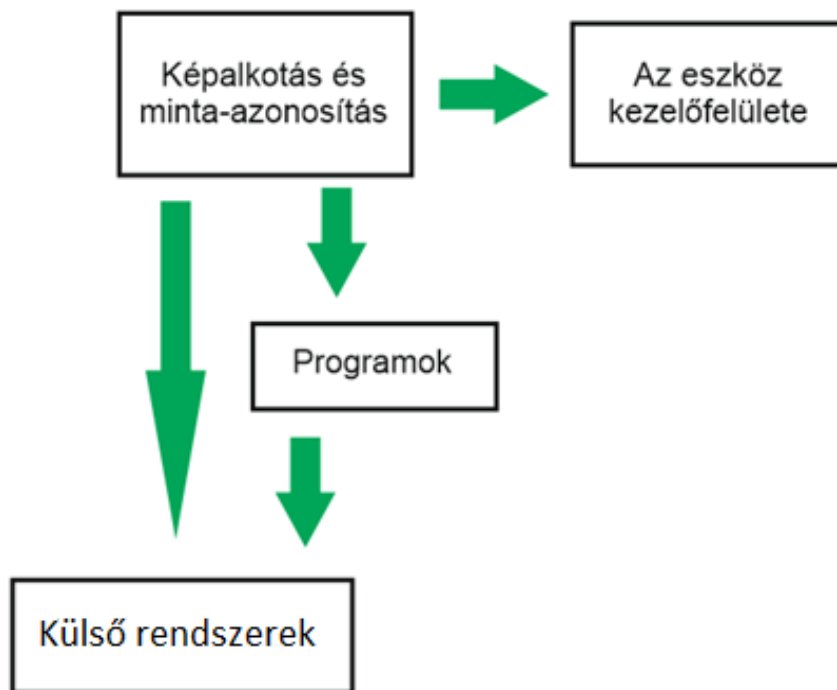 Képalkotás és
minta-azonosítás
Az eszköz
kezelőfelülete
Programok
Külső rendszerek